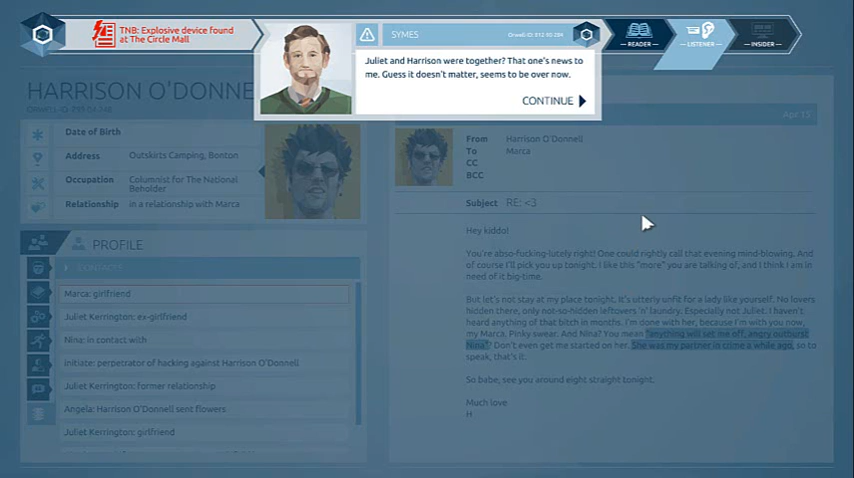 TNB: Explosive device found
at The Circle Mall
SYMES
Juliet and Harrison were together? That one's news to
me. Guess it doesn't matter, seems to be over now.
CONTINUE
— READER —
— LISTENER —
— INSIDER —
HARRISON O'DONNE
Date of Birth
Address Outskirts Camping, Bonton
Occupation Columnist for The National
Beholder
Relationship in a relationship with Marca
PROFILE
CONTACTS
Marca: girlfriend
Juliet Kerrington: ex-girlfriend
Nina: in contact with
Initiate: perpetrator of hacking against Harrison O'Donnell
Juliet Kerrington: former relationship
Angela: Harrison O'Donnell sent flowers
Juliet Kerrington: girlfriend
Apr 15
From Harrison O'Donnell
To Marca
CC
BCC
Subject RE: <3
Hey kiddo!
You're abso-fucking-lutely right! One could rightly call that evening mind-blowing. And
of course I'll pick you up tonight. I like this "more" you are talking of, and I think I am in
need of it big-time.
But let's not stay at my place tonight. It's utterly unfit for a lady like yourself. No lovers
hidden there, only not-so-hidden leftovers 'n' laundry. Especially not Juliet. I haven't
heard anything of that bitch in months. I'm done with her, because I'm with you now,
my Marca. Pinky swear. And Nina? You mean "anything will set me off, angry outburst
Nina"? Don't even get me started on her. She was my partner in crime a while ago, so to
speak, that's it.
So babe, see you around eight straight tonight.
Much love
H